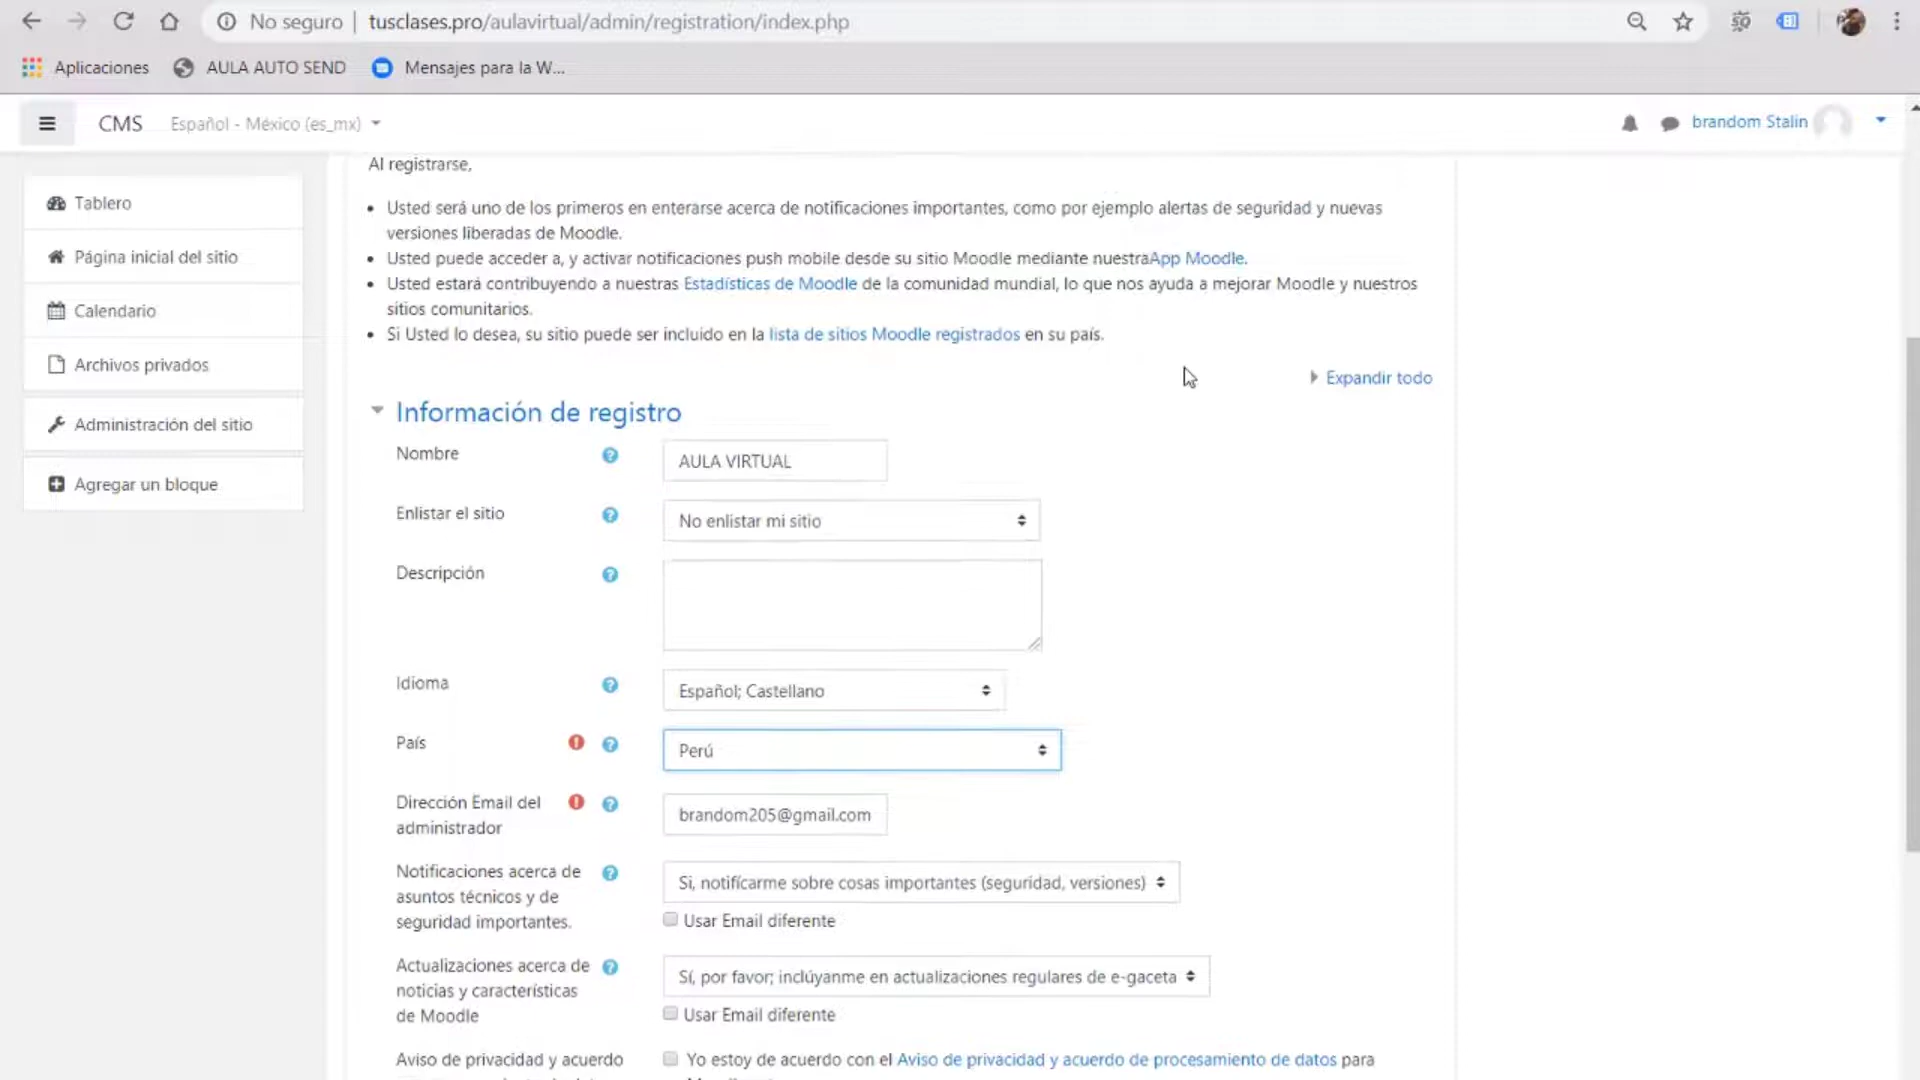 No seguro | tusclases.pro/aulavirtual/admin/registration/index.php
Aplicaciones AULA AUTO SEND Mensajes para la W...
CMS Español - México (es_mx) brandom Stalin
Tablero
Página inicial del sitio
Calendario
Archivos privados
Administración del sitio
Agregar un bloque
Al registrarse,
• Usted será uno de los primeros en enterarse acerca de notificaciones importantes, como por ejemplo alertas de seguridad y nuevas
versiones liberadas de Moodle.
• Usted puede acceder a, y activar notificaciones push mobile desde su sitio Moodle mediante nuestraApp Moodle.
• Usted estará contribuyendo a nuestras Estadísticas de Moodle de la comunidad mundial, lo que nos ayuda a mejorar Moodle y nuestros
sitios comunitarios.
• Si Usted lo desea, su sitio puede ser incluido en la lista de sitios Moodle registrados en su país.
Expandir todo
Información de registro
Nombre AULA VIRTUAL
Enlistar el sitio No enlistar mi sitio
Descripción
Idioma Español; Castellano
País Perú
Dirección Email del
administrador
brandom205@gmail.com
Notificaciones acerca de
asuntos técnicos y de
seguridad importantes.
Si, notifícarme sobre cosas importantes (seguridad, versiones)
Usar Email diferente
Actualizaciones acerca de
noticias y características
de Moodle
Sí, por favor; inclúyanme en actualizaciones regulares de e-gaceta
Usar Email diferente
Aviso de privacidad y acuerdo
Yo estoy de acuerdo con el Aviso de privacidad y acuerdo de procesamiento de datos para